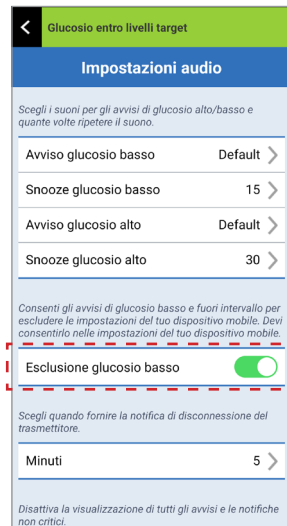 Glucosio entro livelli target
Impostazioni audio
Scegli i suoni per gli avvisi di glucosio alto/basso e
quante volte ripetere il suono.
Avviso glucosio basso Default
Snooze glucosio basso 15
Avviso glucosio alto Default
Snooze glucosio alto 30
Consenti gli avvisi di glucosio basso e fuori intervallo per
escludere le impostazioni del tuo dispositivo mobile. Devi
consentirlo nelle impostazioni del tuo dispositivo mobile.
Esclusione glucosio basso
Scegli quando fornire la notifica di disconnessione del
trasmettitore.
Minuti 5
Disattiva la visualizzazione di tutti gli avvisi e le notifiche
non critici.